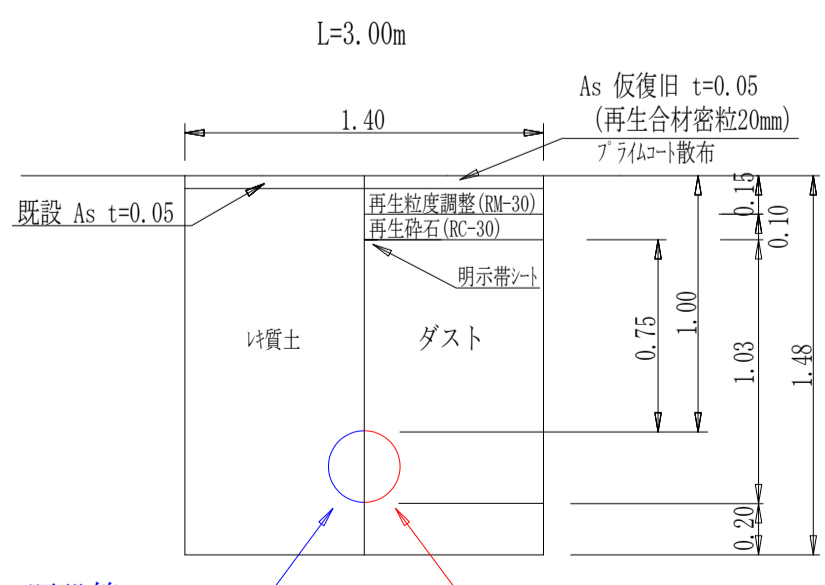 L=3.00m
As 仮復旧 t=0.05
(再生合材密粒20mm)
プライムコート散布
1.40
既設 As t=0.05
再生粒度調整(RM-30)
再生砕石(RC-30)
明示帯シート
レキ質土
ダスト
0.75
1.00
0.15
0.10
1.03
1.48
0.20